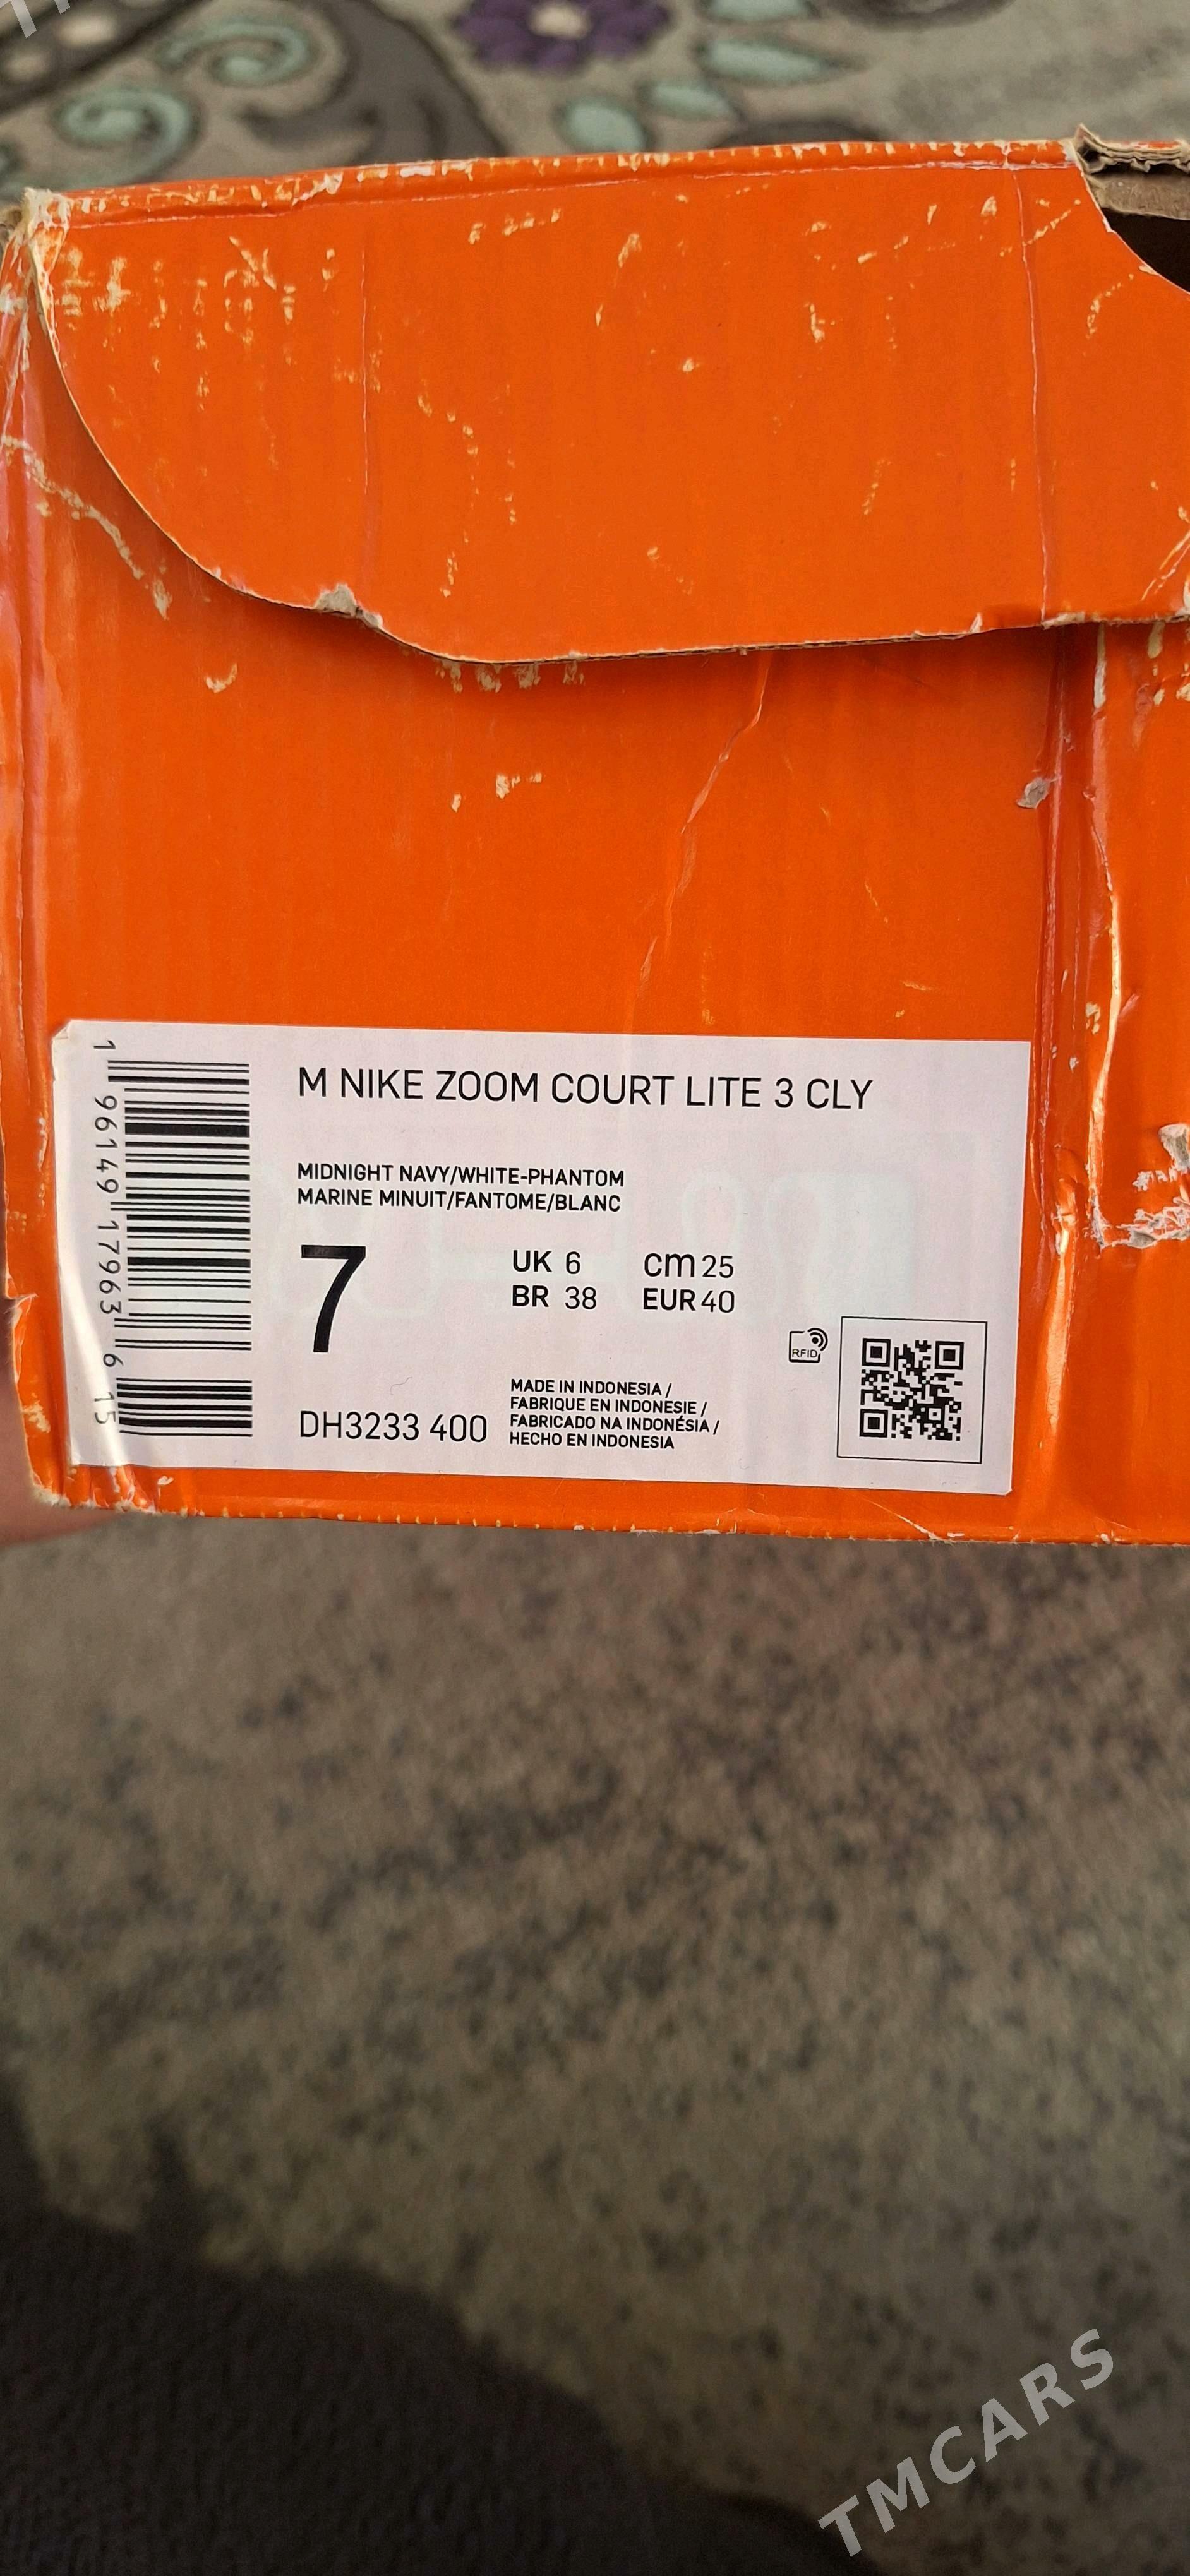 M NIKE ZOOM COURT LITE 3 CLY
MIDNIGHT NAVY/WHITE-PHANTOM
MARINE MINUIT/FANTOME/BLANC
7
UK 6 cm 25
BR 38 EUR 40
RFID
DH3233 400
MADE IN INDONESIA /
FABRIQUE EN INDONESIE /
FABRICADO NA INDONÉSIA /
HECHO EN INDONESIA
1 96149 17963 6 15
TMCARS